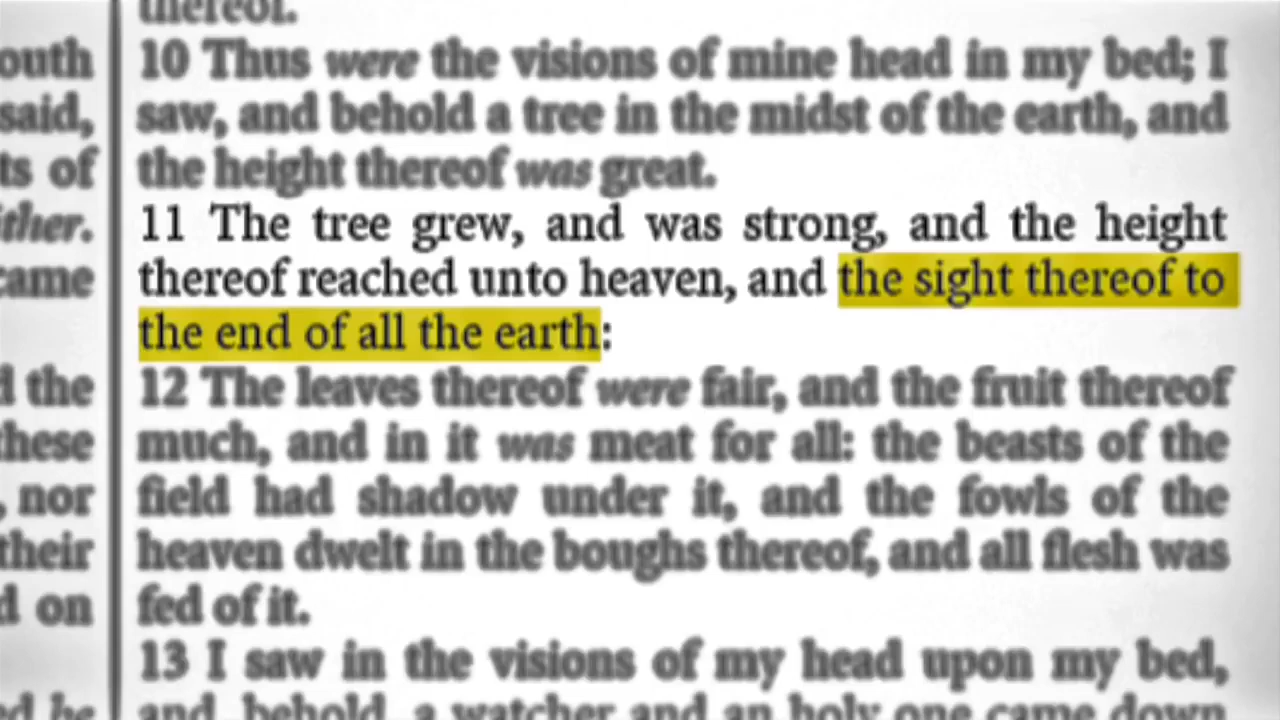 thereof.
10 Thus were the visions of mine head in my bed; I
saw, and behold a tree in the midst of the earth, and
the height thereof was great.
11 The tree grew, and was strong, and the height
thereof reached unto heaven, and the sight thereof to
the end of all the earth:
12 The leaves thereof were fair, and the fruit thereof
much, and in it was meat for all: the beasts of the
field had shadow under it, and the fowls of the
heaven dwelt in the boughs thereof, and all flesh was
fed of it.
13 I saw in the visions of my head upon my bed,
and, behold, a watcher and an holy one came down
said,
of
the
nor
on